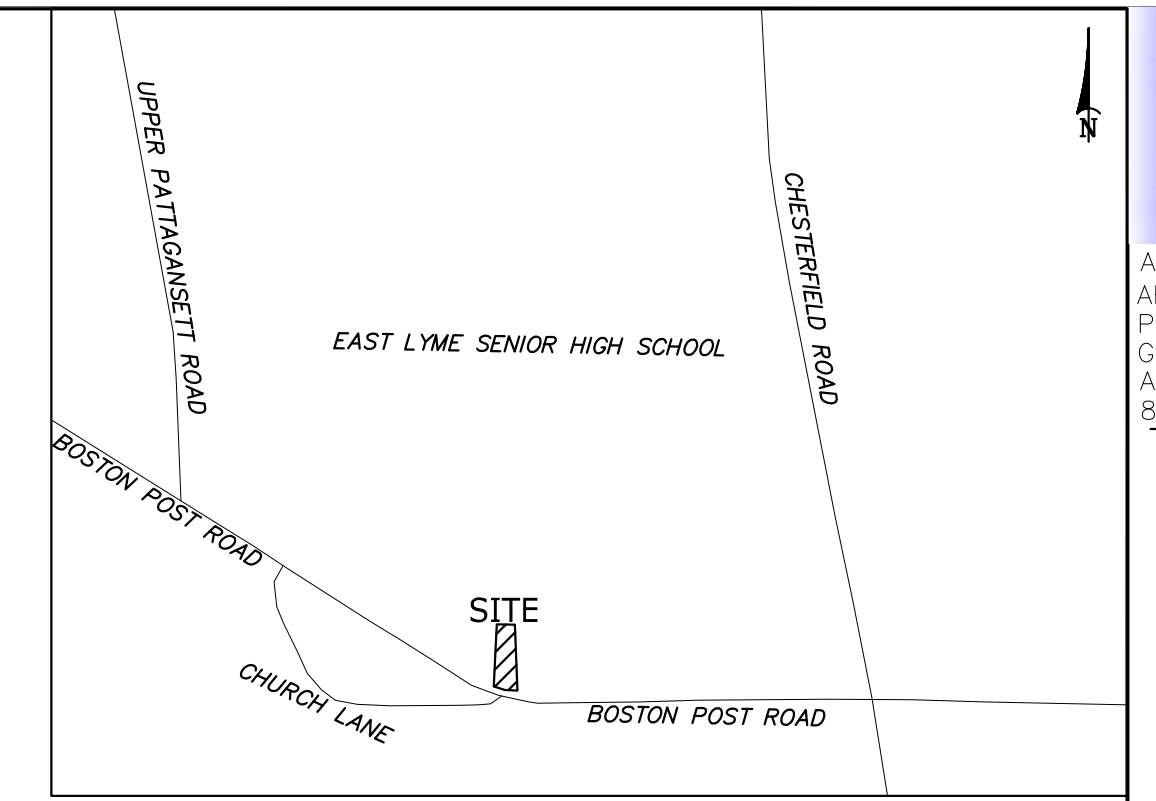 N
UPPER PATTAGANSETT ROAD
CHESTERFIELD ROAD
EAST LYME SENIOR HIGH SCHOOL
BOSTON POST ROAD
SITE
CHURCH LANE
BOSTON POST ROAD
A
P
G
A
8